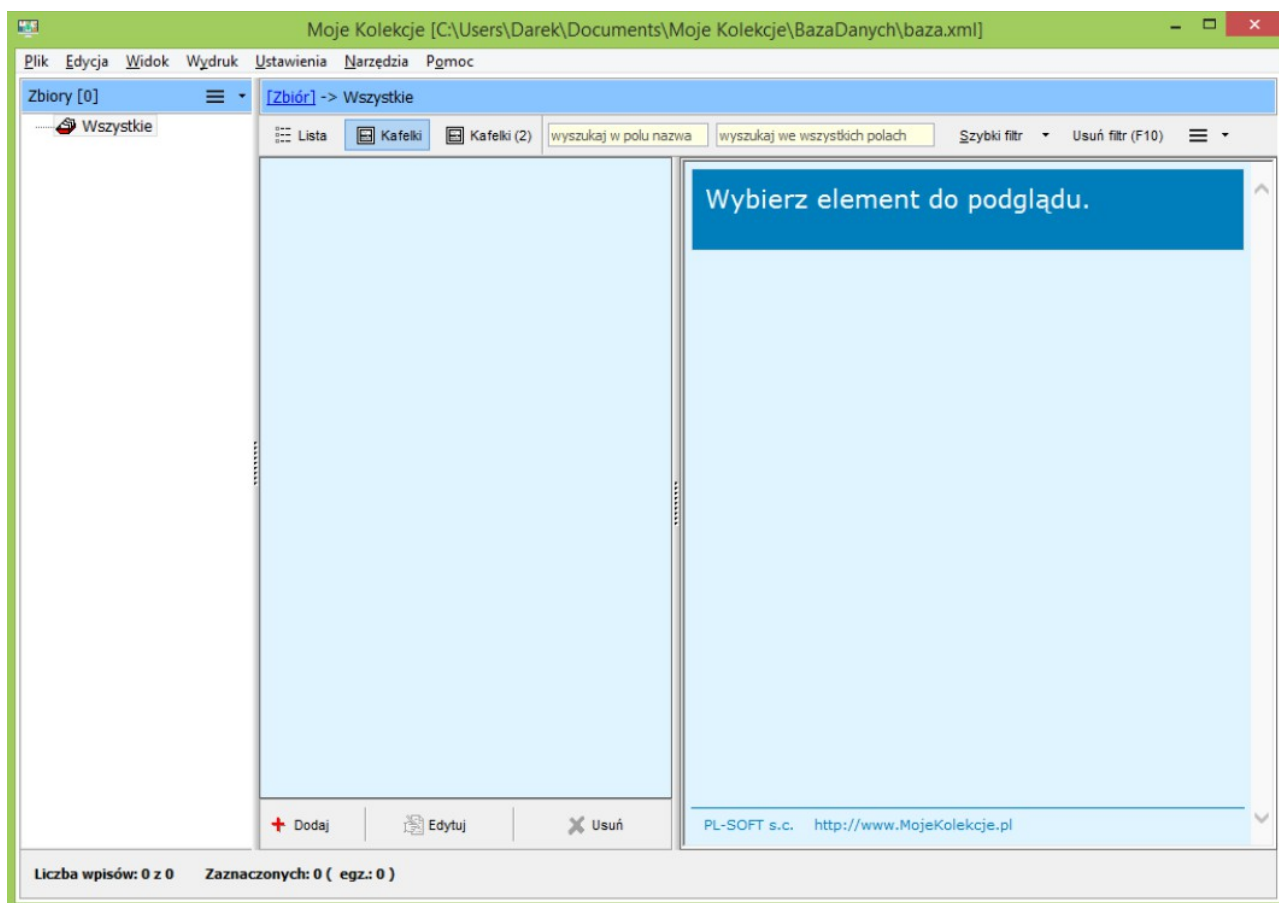 Moje Kolekcje [C:\Users\Darek\Documents\Moje Kolekcje\BazaDanych\baza.xml]
Plik Edycja Widok Wydruk Ustawienia Narzędzia Pomoc
Zbiory [0]
Wszystkie
[Zbiór] -> Wszystkie
Lista Kafelki Kafelki (2) wyszukaj w polu nazwa wyszukaj we wszystkich polach Szybki filtr Usuń filtr (F10)
Wybierz element do podglądu.
Dodaj Edytuj Usuń
PL-SOFT s.c. http://www.MojeKolekcje.pl
Liczba wpisów: 0 z 0 Zaznaczonych: 0 ( egz.: 0 )